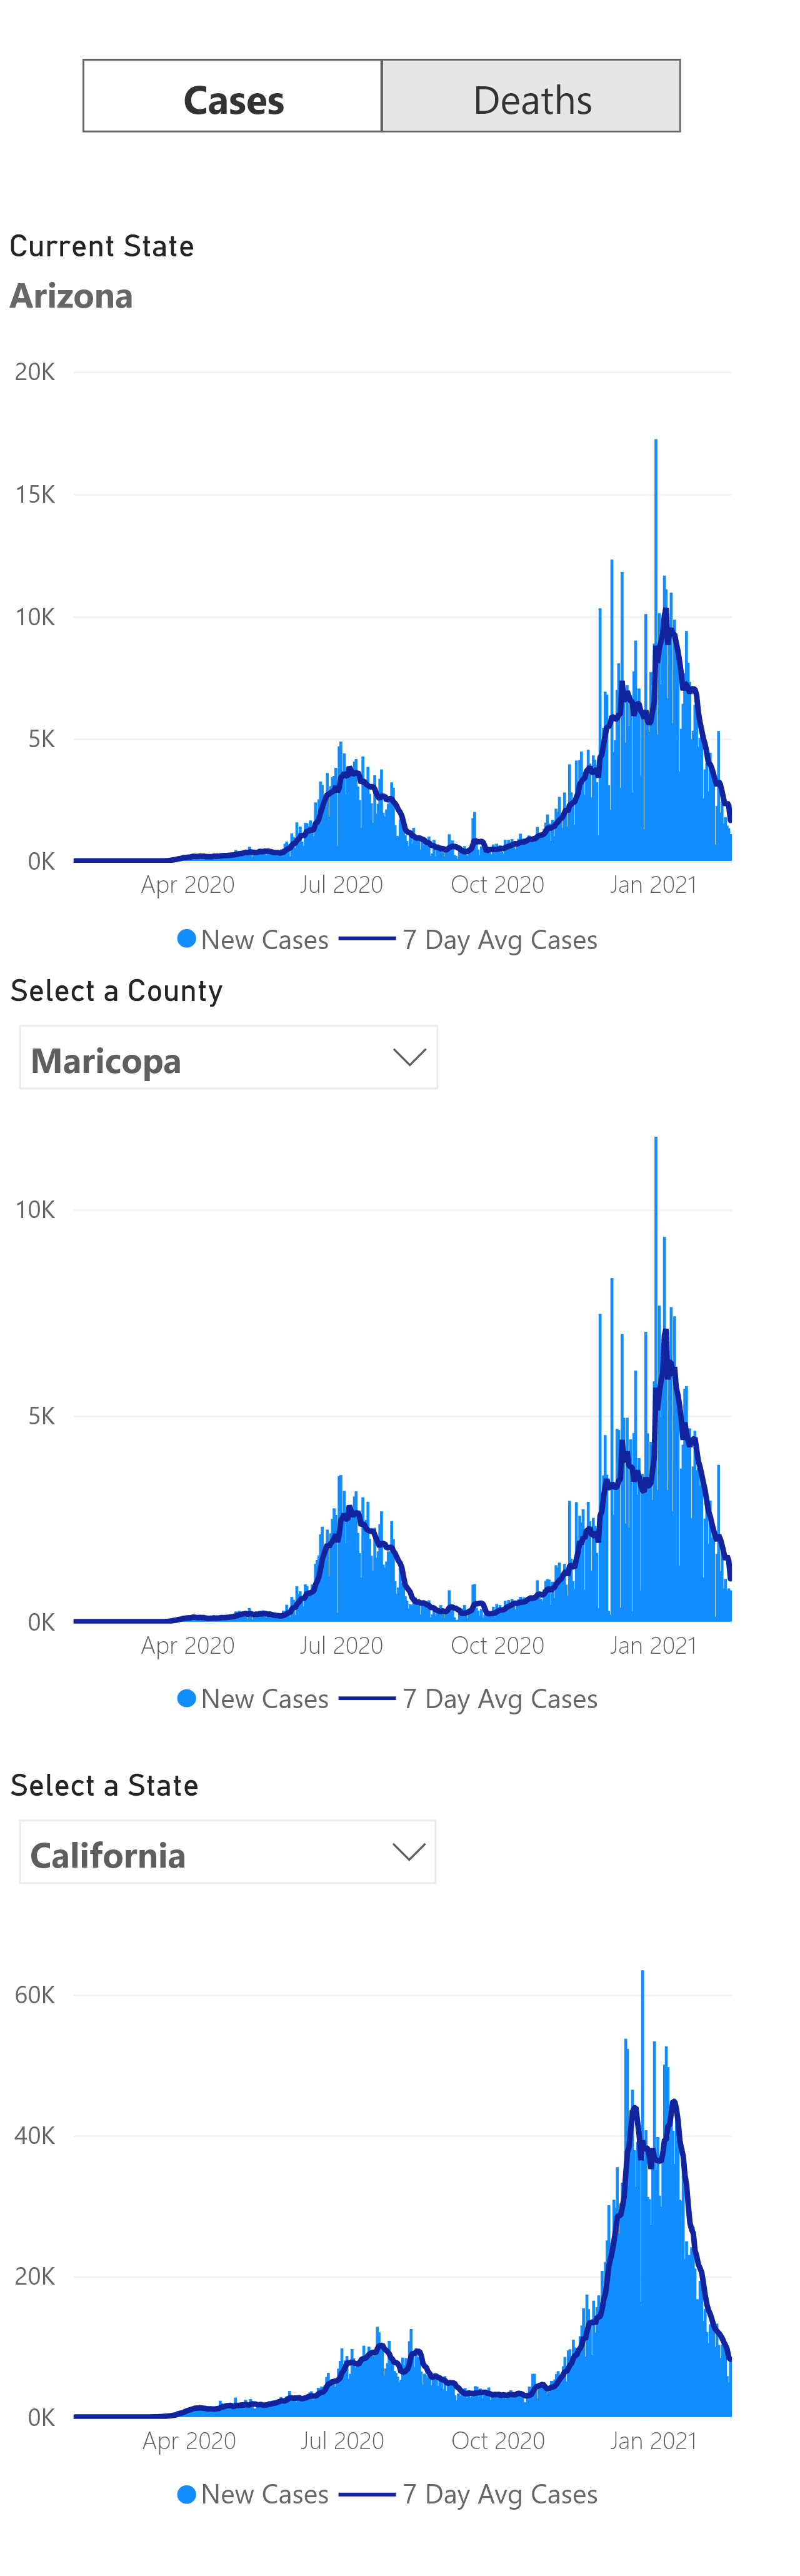 Cases Deaths
Current State
Arizona
20K
15K
10K
5K
0K
Apr 2020 Jul 2020 Oct 2020 Jan 2021
New Cases 7 Day Avg Cases
Select a County
Maricopa
10K
5K
0K
Apr 2020 Jul 2020 Oct 2020 Jan 2021
New Cases 7 Day Avg Cases
Select a State
California
60K
40K
20K
0K
Apr 2020 Jul 2020 Oct 2020 Jan 2021
New Cases 7 Day Avg Cases